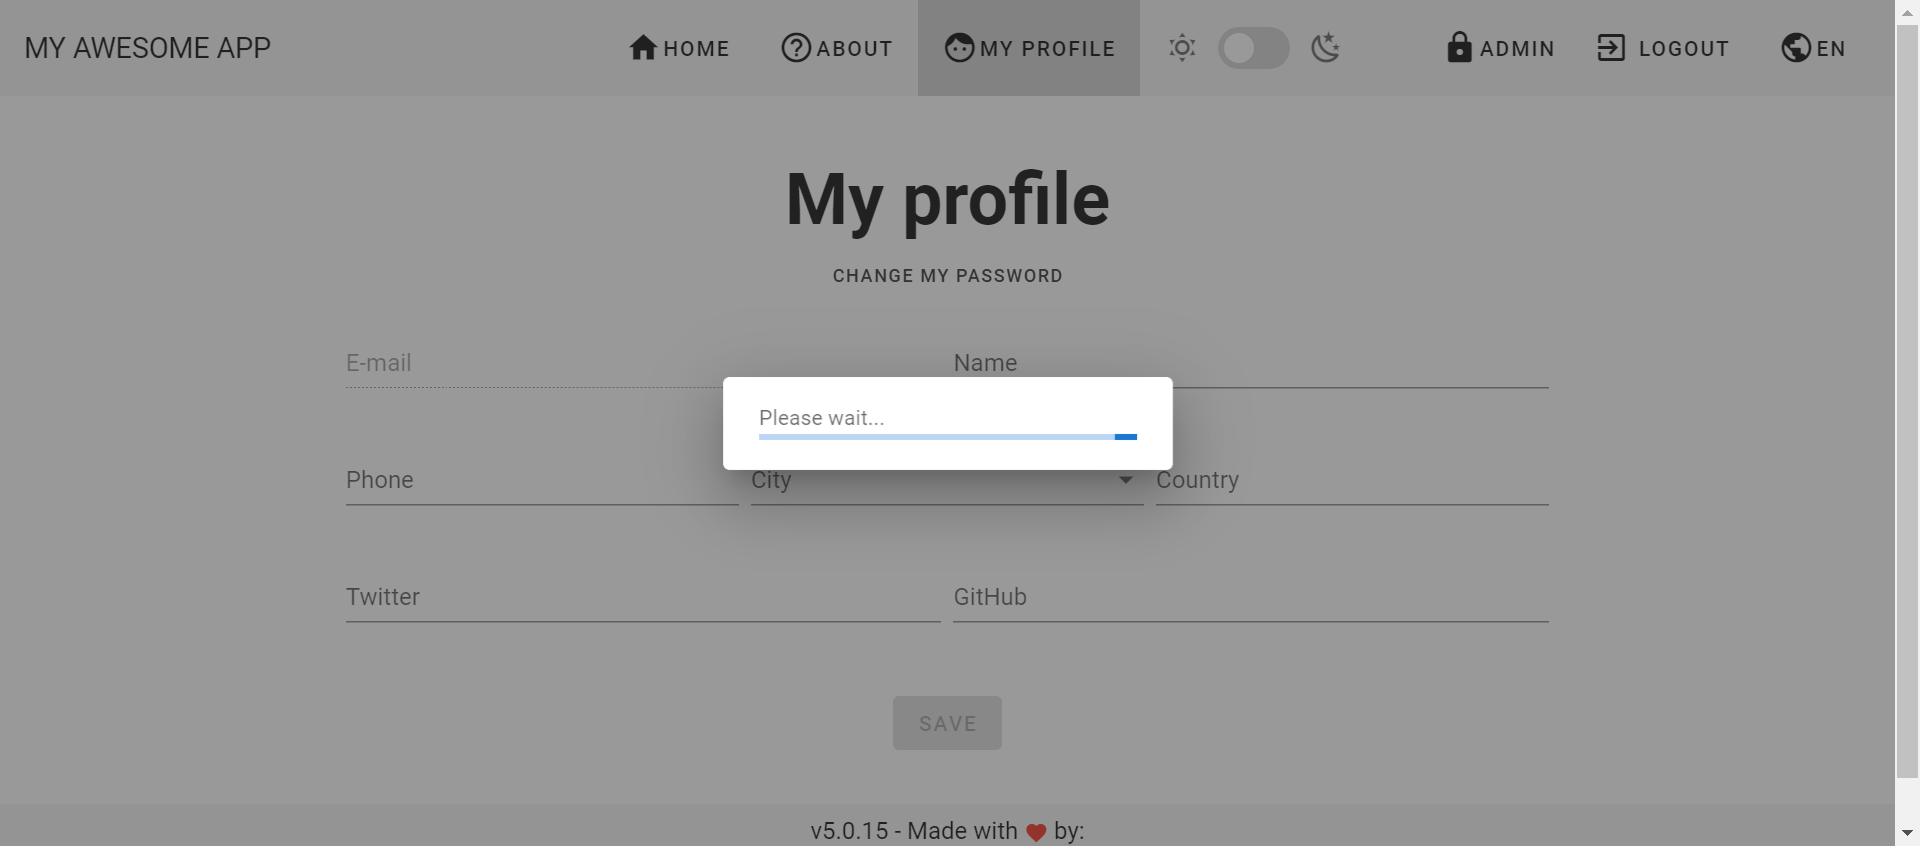 MY AWESOME APP HOME ABOUT MY PROFILE ADMIN LOGOUT EN
My profile
CHANGE MY PASSWORD
E-mail Name
Please wait...
Phone City Country
Twitter GitHub
SAVE
v5.0.15 - Made with ❤ by: